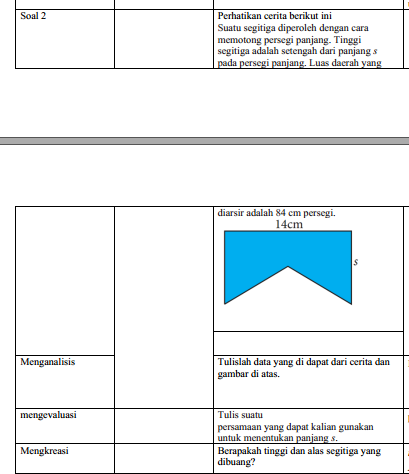 Soal 2
Perhatikan cerita berikut ini
Suatu segitiga diperoleh dengan cara
memotong persegi panjang. Tinggi
segitiga adalah setengah dari panjang s
pada persegi panjang. Luas daerah yang
diarsir adalah 84 cm persegi.
14cm
s
Menganalisis
Tulislah data yang di dapat dari cerita dan
gambar di atas.
mengevaluasi
Tulis suatu
persamaan yang dapat kalian gunakan
untuk menentukan panjang s.
Mengkreasi
Berapakah tinggi dan alas segitiga yang
dibuang?